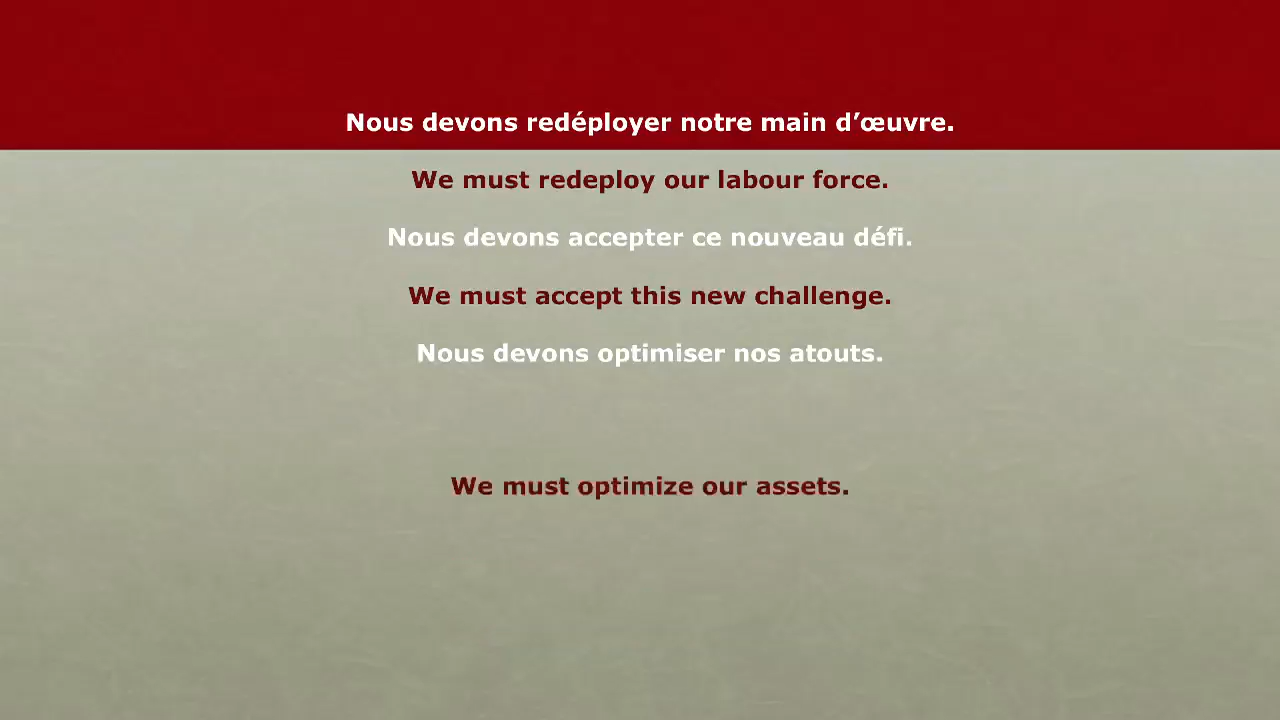 Nous devons redéployer notre main d’œuvre.
We must redeploy our labour force.
Nous devons accepter ce nouveau défi.
We must accept this new challenge.
Nous devons optimiser nos atouts.
We must optimize our assets.